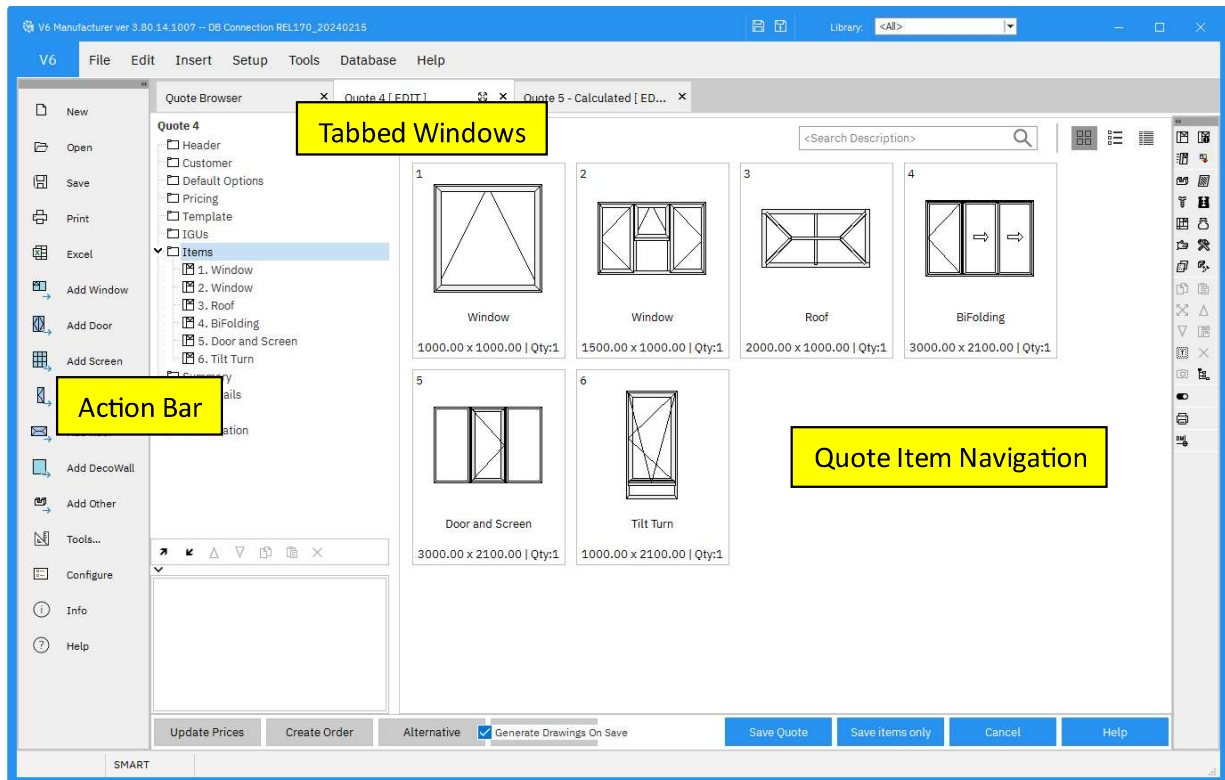 V6 Manufacturer ver 3.80.14.1007 -- DB Connection REL170_20240215
Library: <All>
V6 File Edit Insert Setup Tools Database Help
Quote Browser
Quote 4 [ EDIT ]
Quote 5 - Calculated [ ED...
Tabbed Windows
New
Open
Save
Print
Excel
Add Window
Add Door
Add Screen
Action Bar
Add DecoWall
Add Other
Tools...
Configure
Info
Help
Quote 4
Header
Customer
Default Options
Pricing
Template
IGUs
Items
1. Window
2. Window
3. Roof
4. BiFolding
5. Door and Screen
6. Tilt Turn
Summary
<Search Description>
1
Window
1000.00 x 1000.00 | Qty:1
2
Window
1500.00 x 1000.00 | Qty:1
3
Roof
2000.00 x 1000.00 | Qty:1
4
BiFolding
3000.00 x 2100.00 | Qty:1
5
Door and Screen
3000.00 x 2100.00 | Qty:1
6
Tilt Turn
1000.00 x 2100.00 | Qty:1
Quote Item Navigation
Update Prices
Create Order
Alternative
Generate Drawings On Save
Save Quote
Save items only
Cancel
Help
SMART